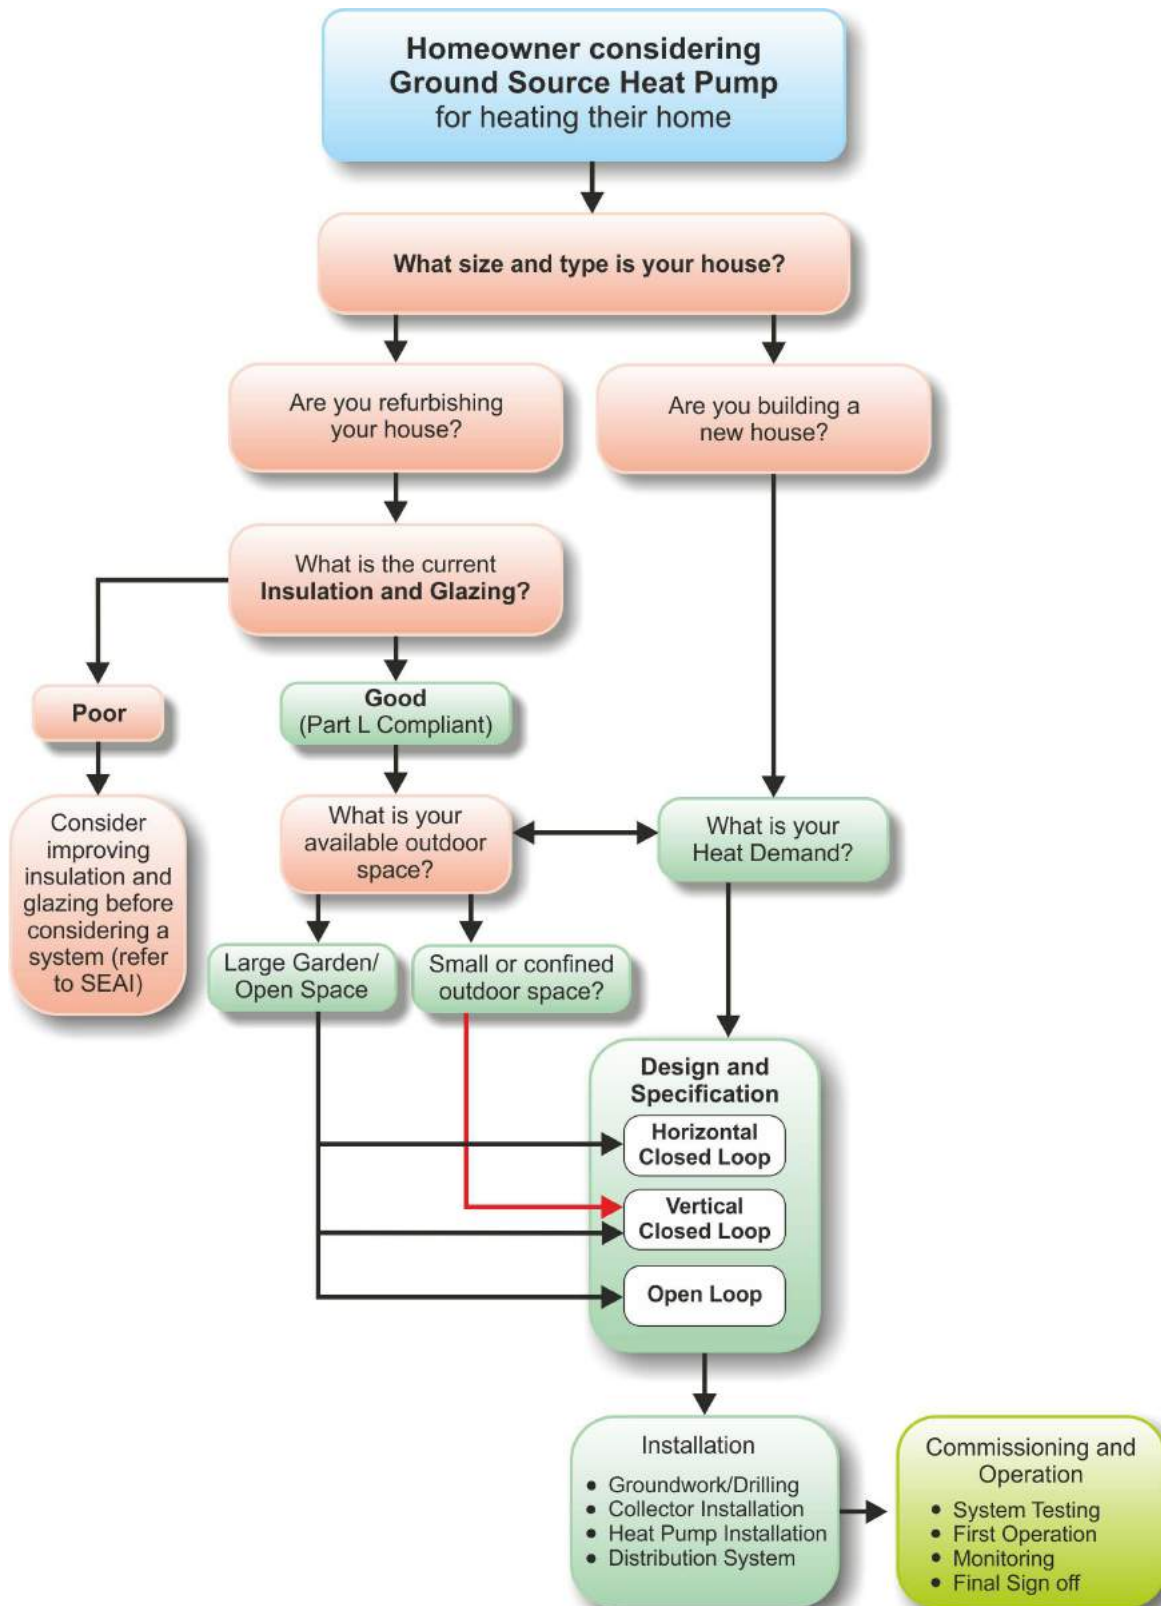 Homeowner considering
Ground Source Heat Pump
for heating their home
What size and type is your house?
Are you refurbishing
your house?
Are you building a
new house?
What is the current
Insulation and Glazing?
Poor
Good
(Part L Compliant)
Consider
improving
insulation and
glazing before
considering a
system (refer
to SEAI)
What is your
available outdoor
space?
What is your
Heat Demand?
Large Garden/
Open Space
Small or confined
outdoor space?
Design and
Specification
Horizontal
Closed Loop
Vertical
Closed Loop
Open Loop
Installation
• Groundwork/Drilling
• Collector Installation
• Heat Pump Installation
• Distribution System
Commissioning and
Operation
• System Testing
• First Operation
• Monitoring
• Final Sign off